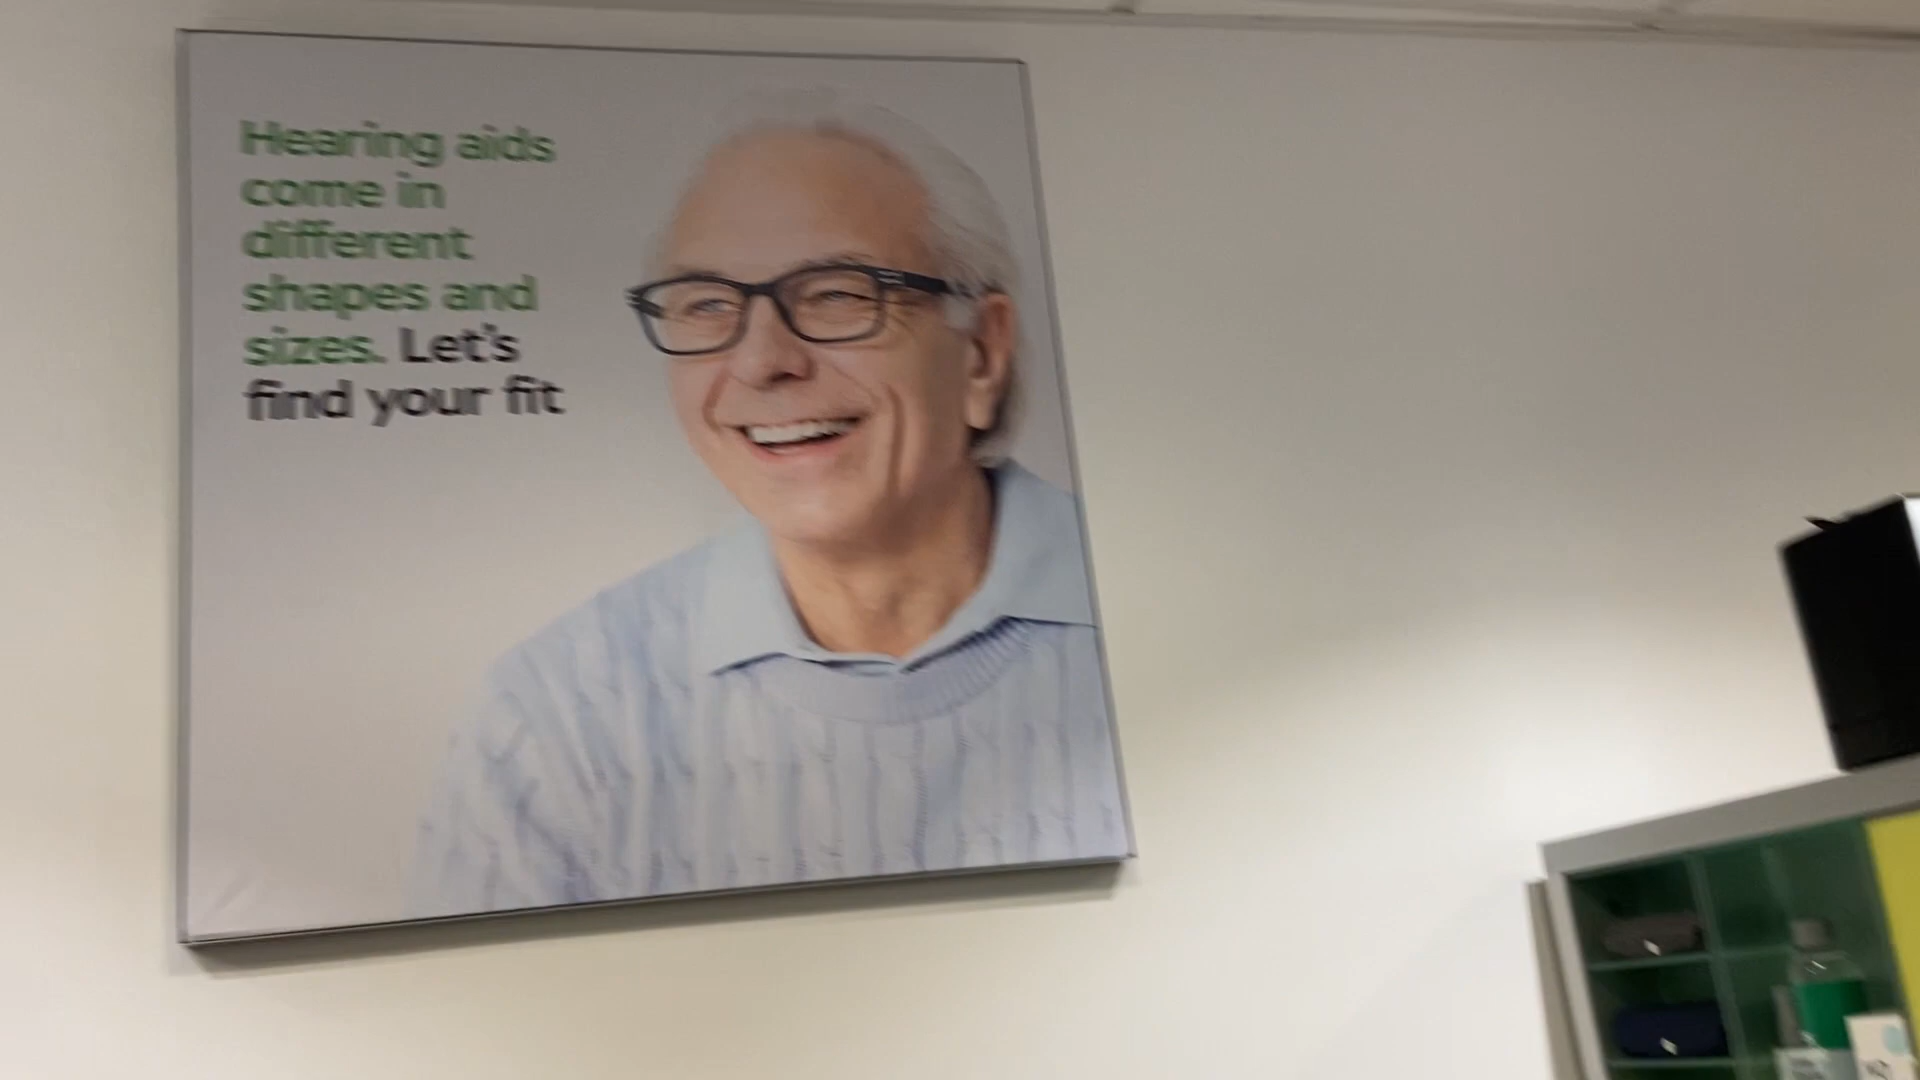 Hearing aids
come in
different
shapes and
sizes. Let's
find your fit